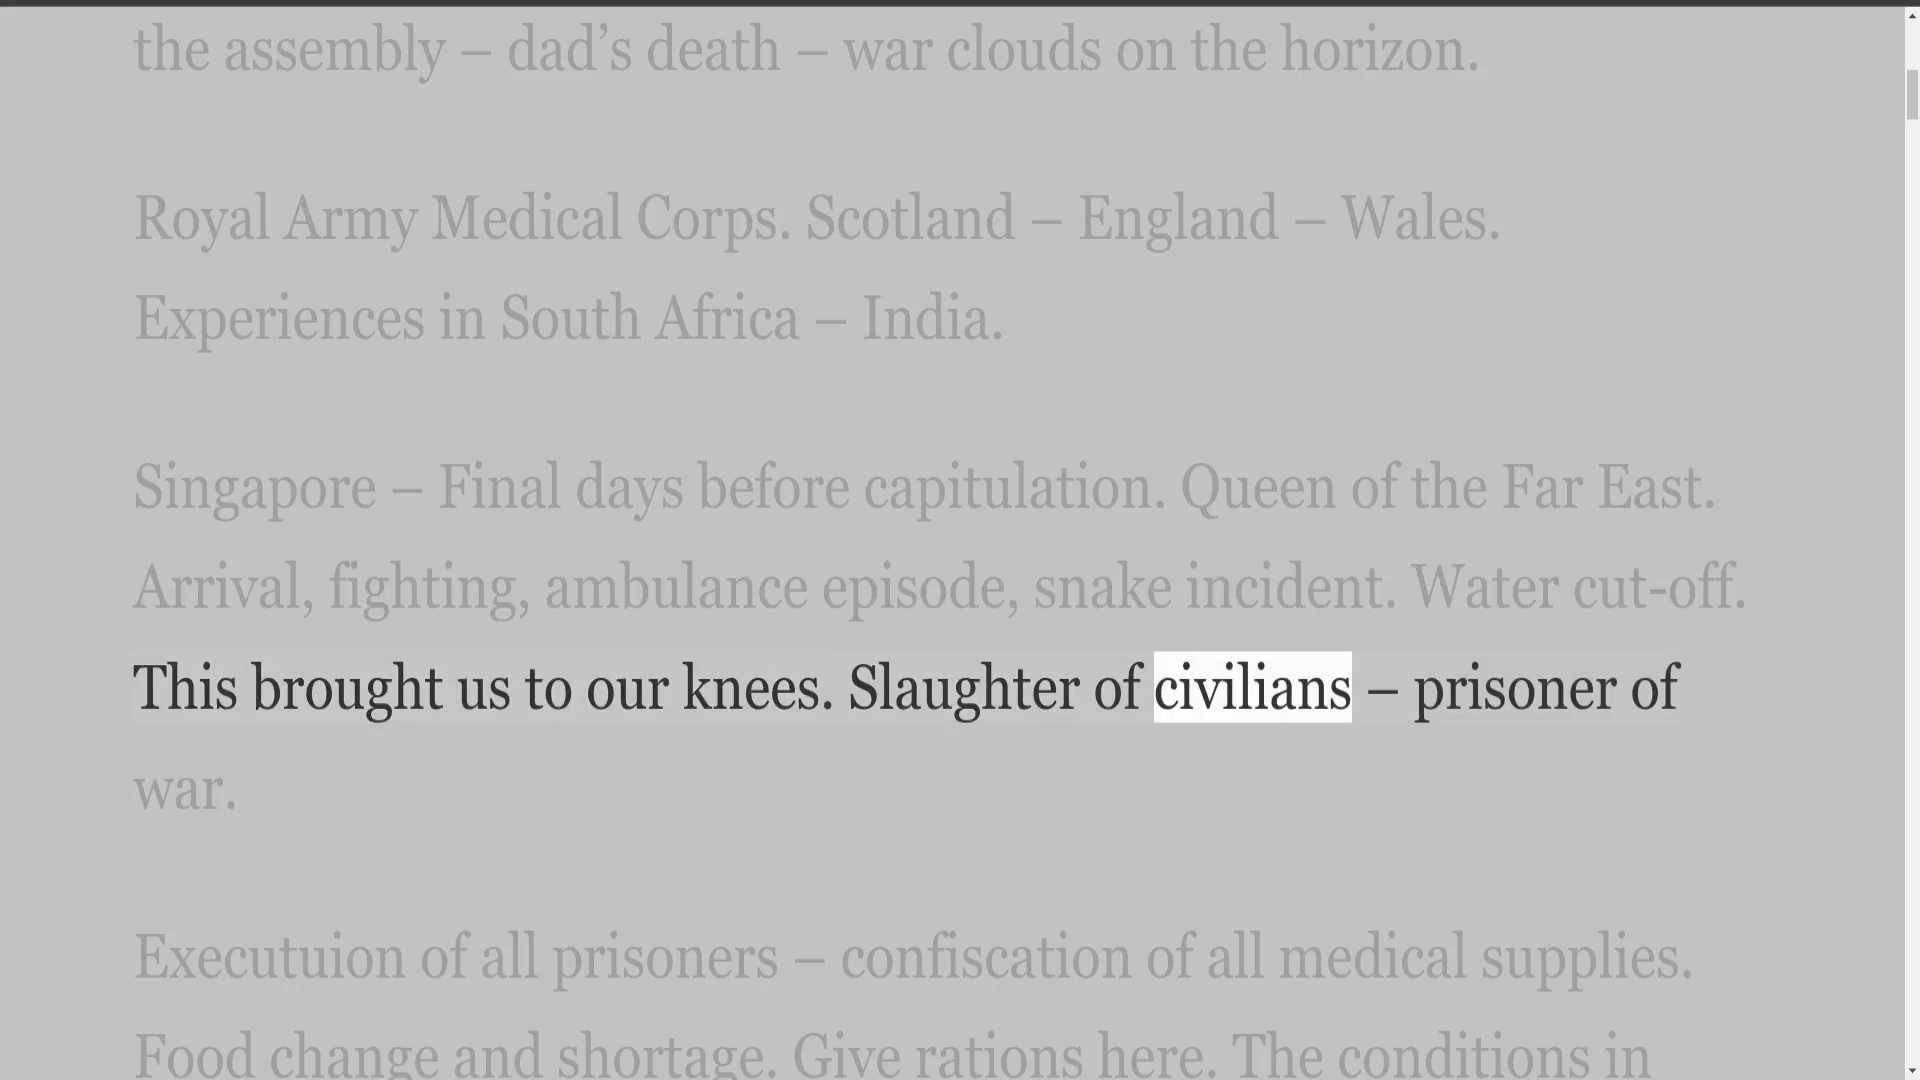 the assembly – dad’s death – war clouds on the horizon.
Royal Army Medical Corps. Scotland – England – Wales.
Experiences in South Africa – India.
Singapore – Final days before capitulation. Queen of the Far East.
Arrival, fighting, ambulance episode, snake incident. Water cut-off.
This brought us to our knees. Slaughter of civilians – prisoner of
war.
Executuion of all prisoners – confiscation of all medical supplies.
Food change and shortage. Give rations here. The conditions in